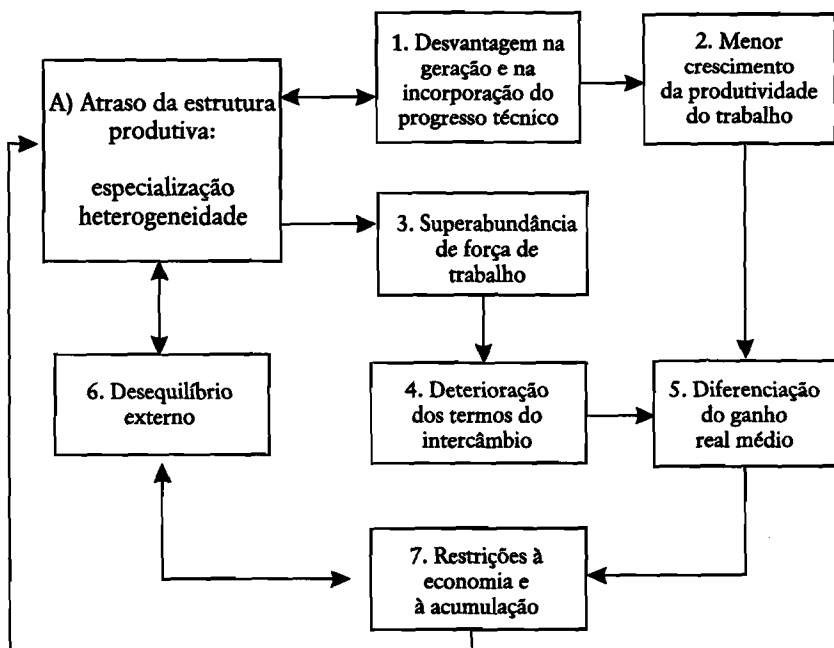 A) Atraso da estrutura
produtiva:
especialização
heterogeneidade
1. Desvantagem na
geração e na
incorporação do
progresso técnico
2. Menor
crescimento
da produtividade
do trabalho
3. Superabundância
de força de
trabalho
6. Desequilíbrio
externo
4. Deterioração
dos termos do
intercâmbio
5. Diferenciação
do ganho
real médio
7. Restrições à
economia e
à acumulação